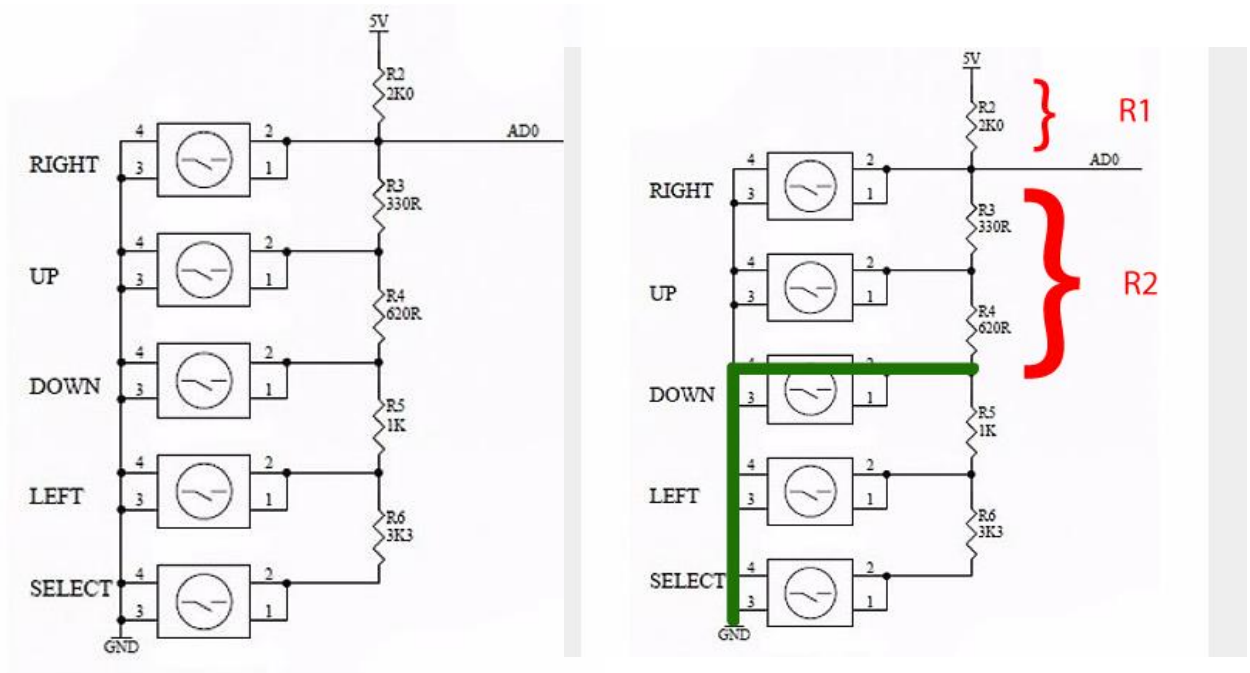 5V
R2
2K0
4 2 AD0
RIGHT
3 1
R3
330R
4 2
UP
3 1
R4
620R
4 2
DOWN
3 1
R5
1K
4 2
LEFT
3 1
R6
3K3
4 2
SELECT
3 1
GND
5V
R2
2K0
R1
4 2 AD0
RIGHT
3 1
R3
330R
4 2
UP
3 1
R2
R4
620R
4 2
DOWN
3 1
R5
1K
4 2
LEFT
3 1
R6
3K3
4 2
SELECT
3 1
GND